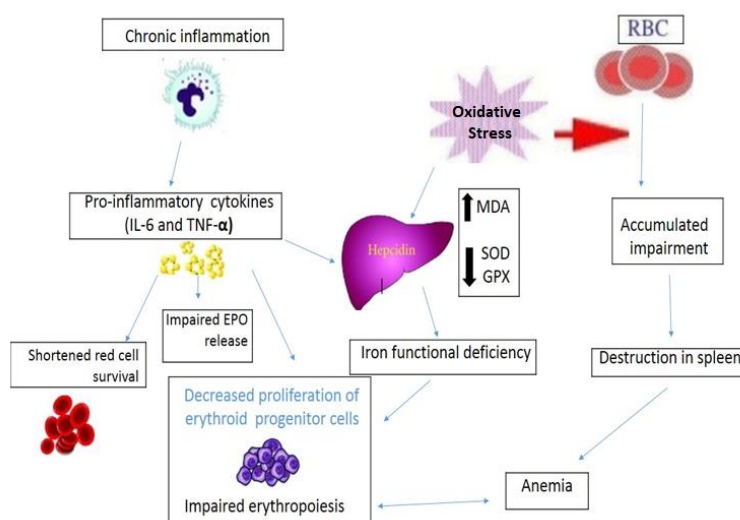 Chronic inflammation
RBC
Oxidative
Stress
Pro-inflammatory cytokines
(IL-6 and TNF-α)
Hepcidin
MDA
SOD
GPX
Accumulated
impairment
Impaired EPO
release
Shortened red cell
survival
Iron functional deficiency
Destruction in spleen
Decreased proliferation of
erythroid progenitor cells
Impaired erythropoiesis
Anemia